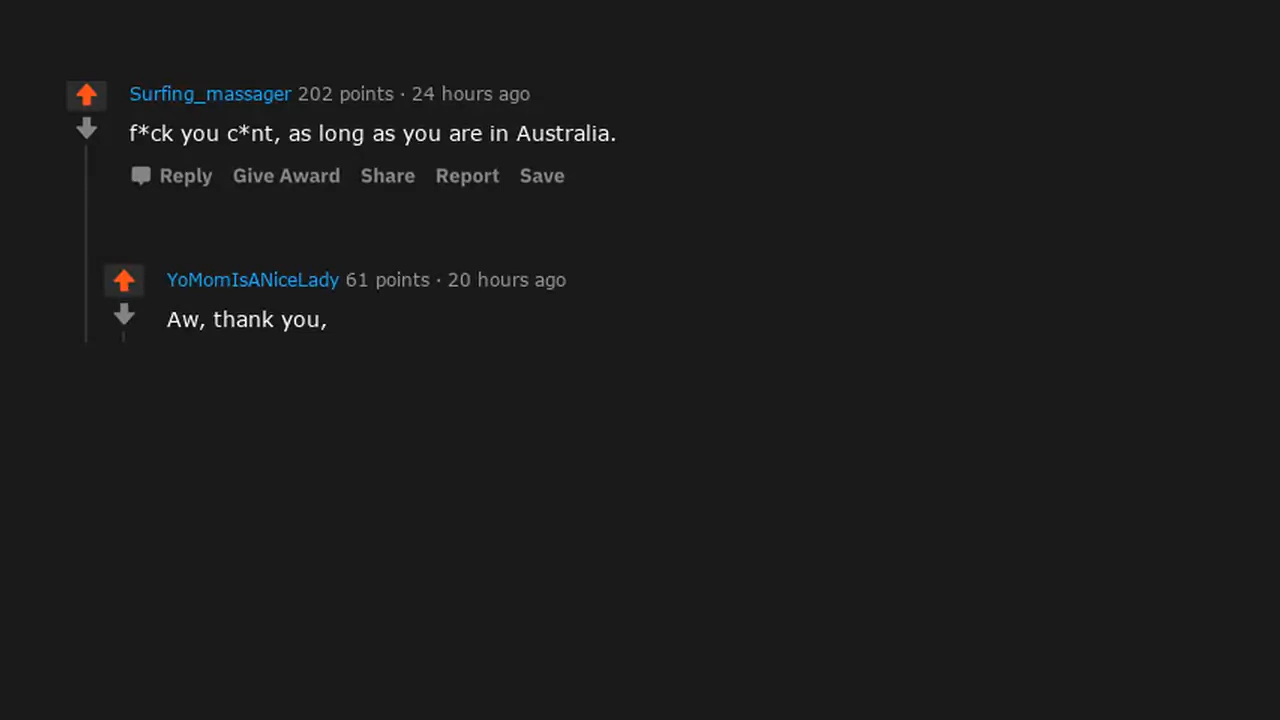 Surfing_massager 202 points · 24 hours ago
f*ck you c*nt, as long as you are in Australia.
Reply Give Award Share Report Save
YoMomIsANiceLady 61 points · 20 hours ago
Aw, thank you,